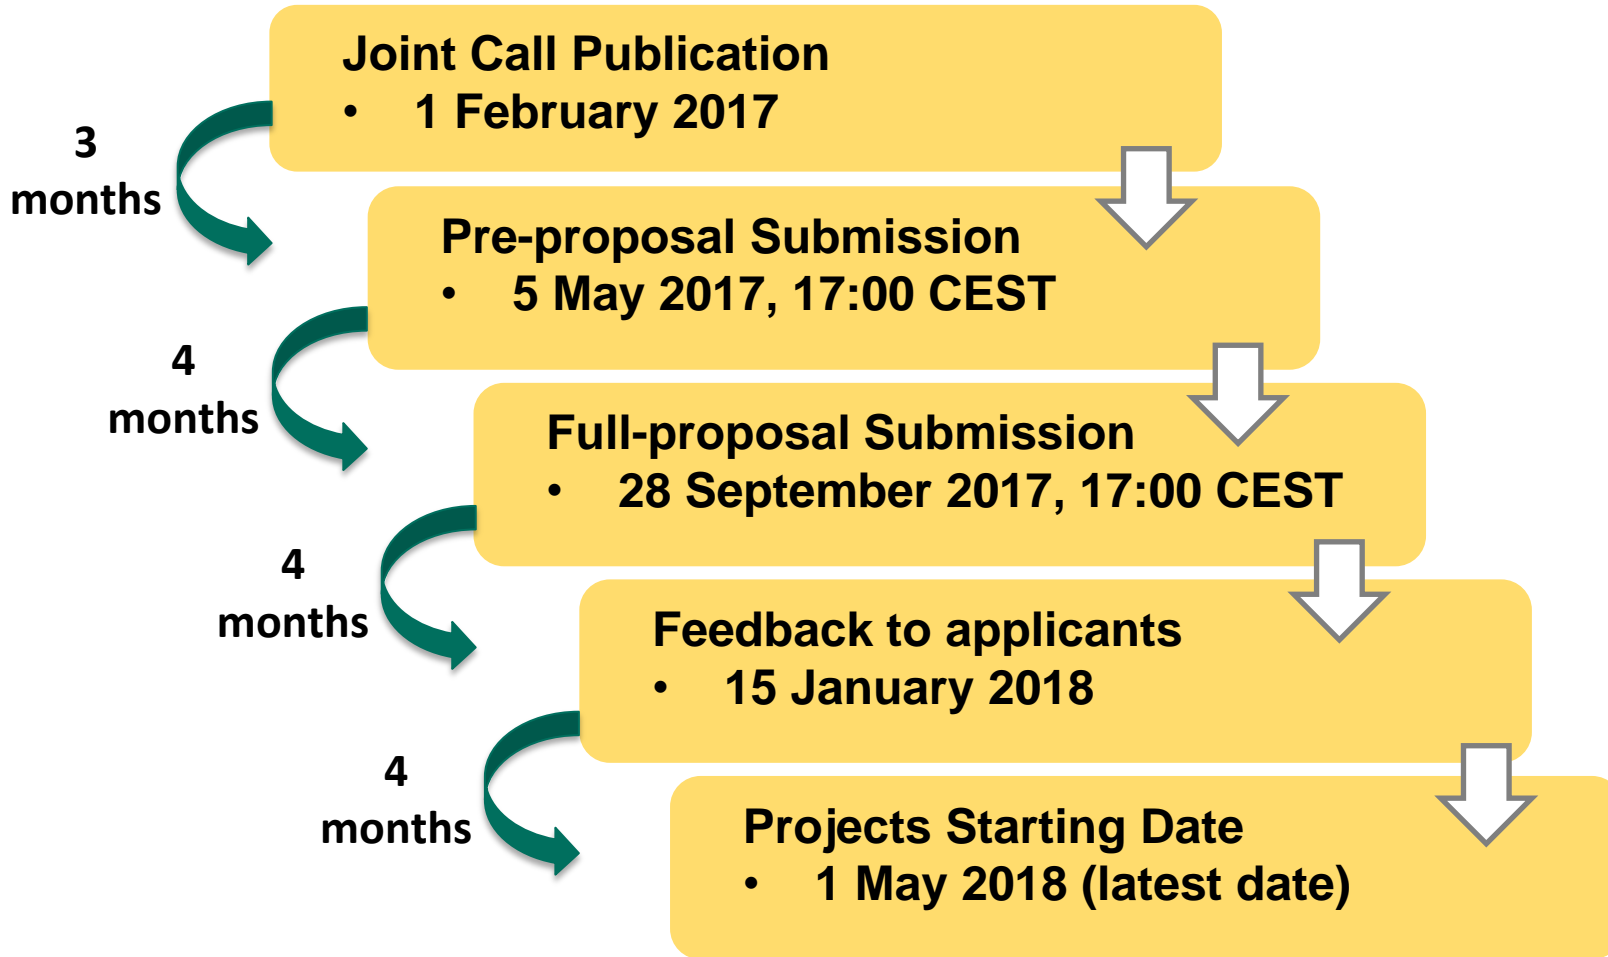 Joint Call Publication
• 1 February 2017
3
months
Pre-proposal Submission
• 5 May 2017, 17:00 CEST
4
months
Full-proposal Submission
• 28 September 2017, 17:00 CEST
4
months
Feedback to applicants
• 15 January 2018
4
months
Projects Starting Date
• 1 May 2018 (latest date)